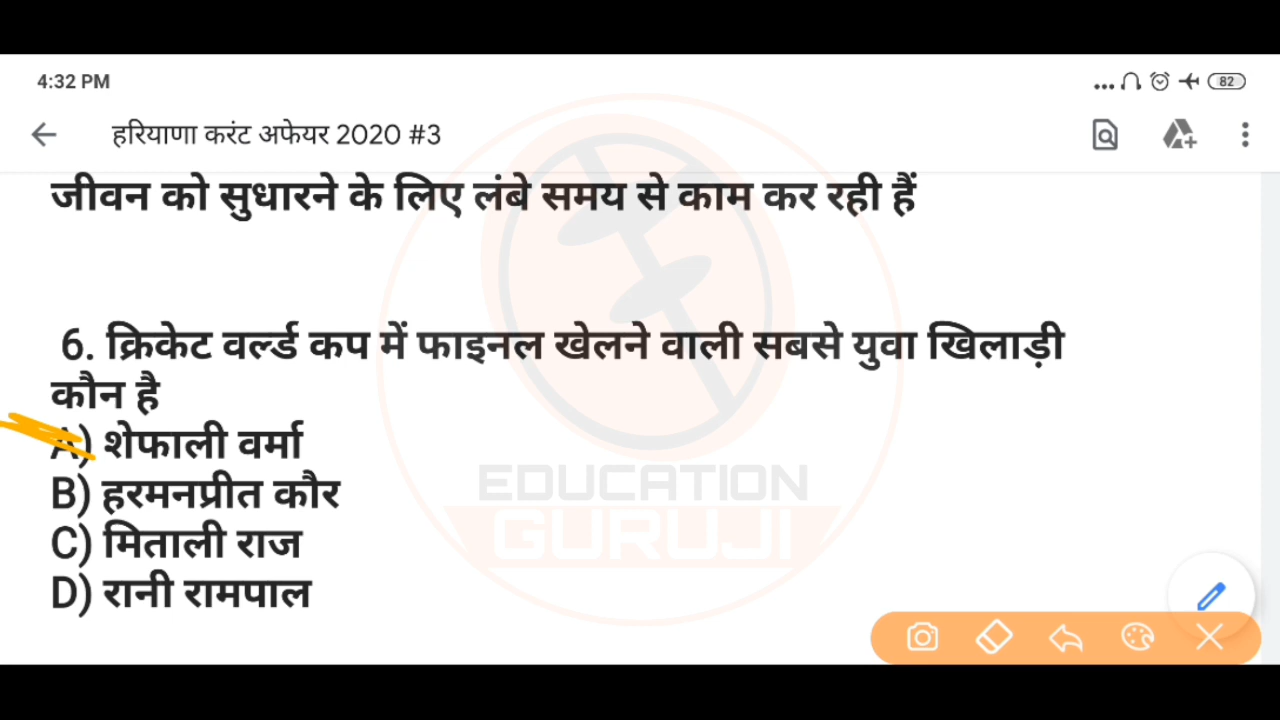 4:32 PM
82
हरियाणा करंट अफेयर 2020 #3
जीवन को सुधारने के लिए लंबे समय से काम कर रही हैं
6. क्रिकेट वर्ल्ड कप में फाइनल खेलने वाली सबसे युवा खिलाड़ी
कौन है
A) शेफाली वर्मा
B) हरमनप्रीत कौर
C) मिताली राज
D) रानी रामपाल
EDUCATION
GURUJI